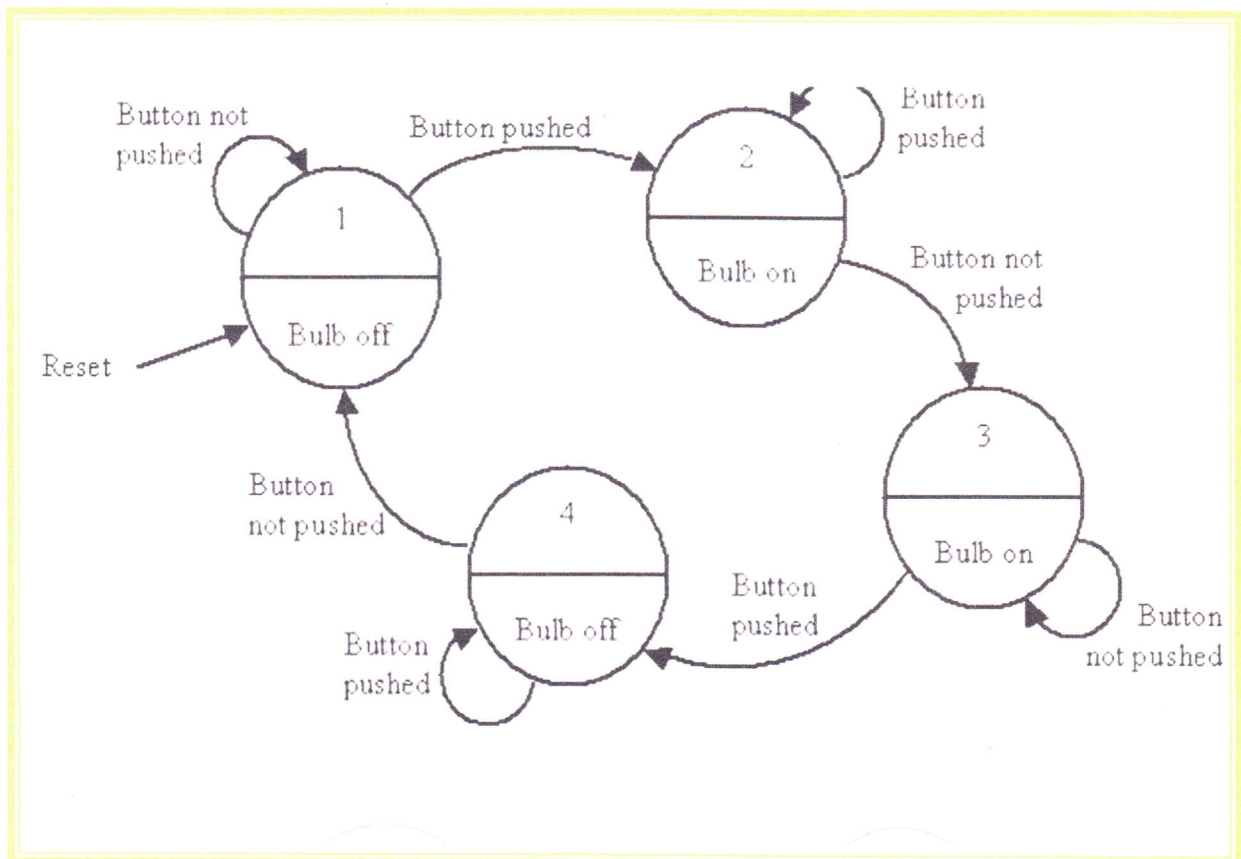 Button not
pushed
Button pushed
Button
pushed
1
2
Bulb off
Bulb on
Button not
pushed
Reset
3
Bulb on
Button
not pushed
4
Bulb off
Button
pushed
Button
pushed
Button
not pushed